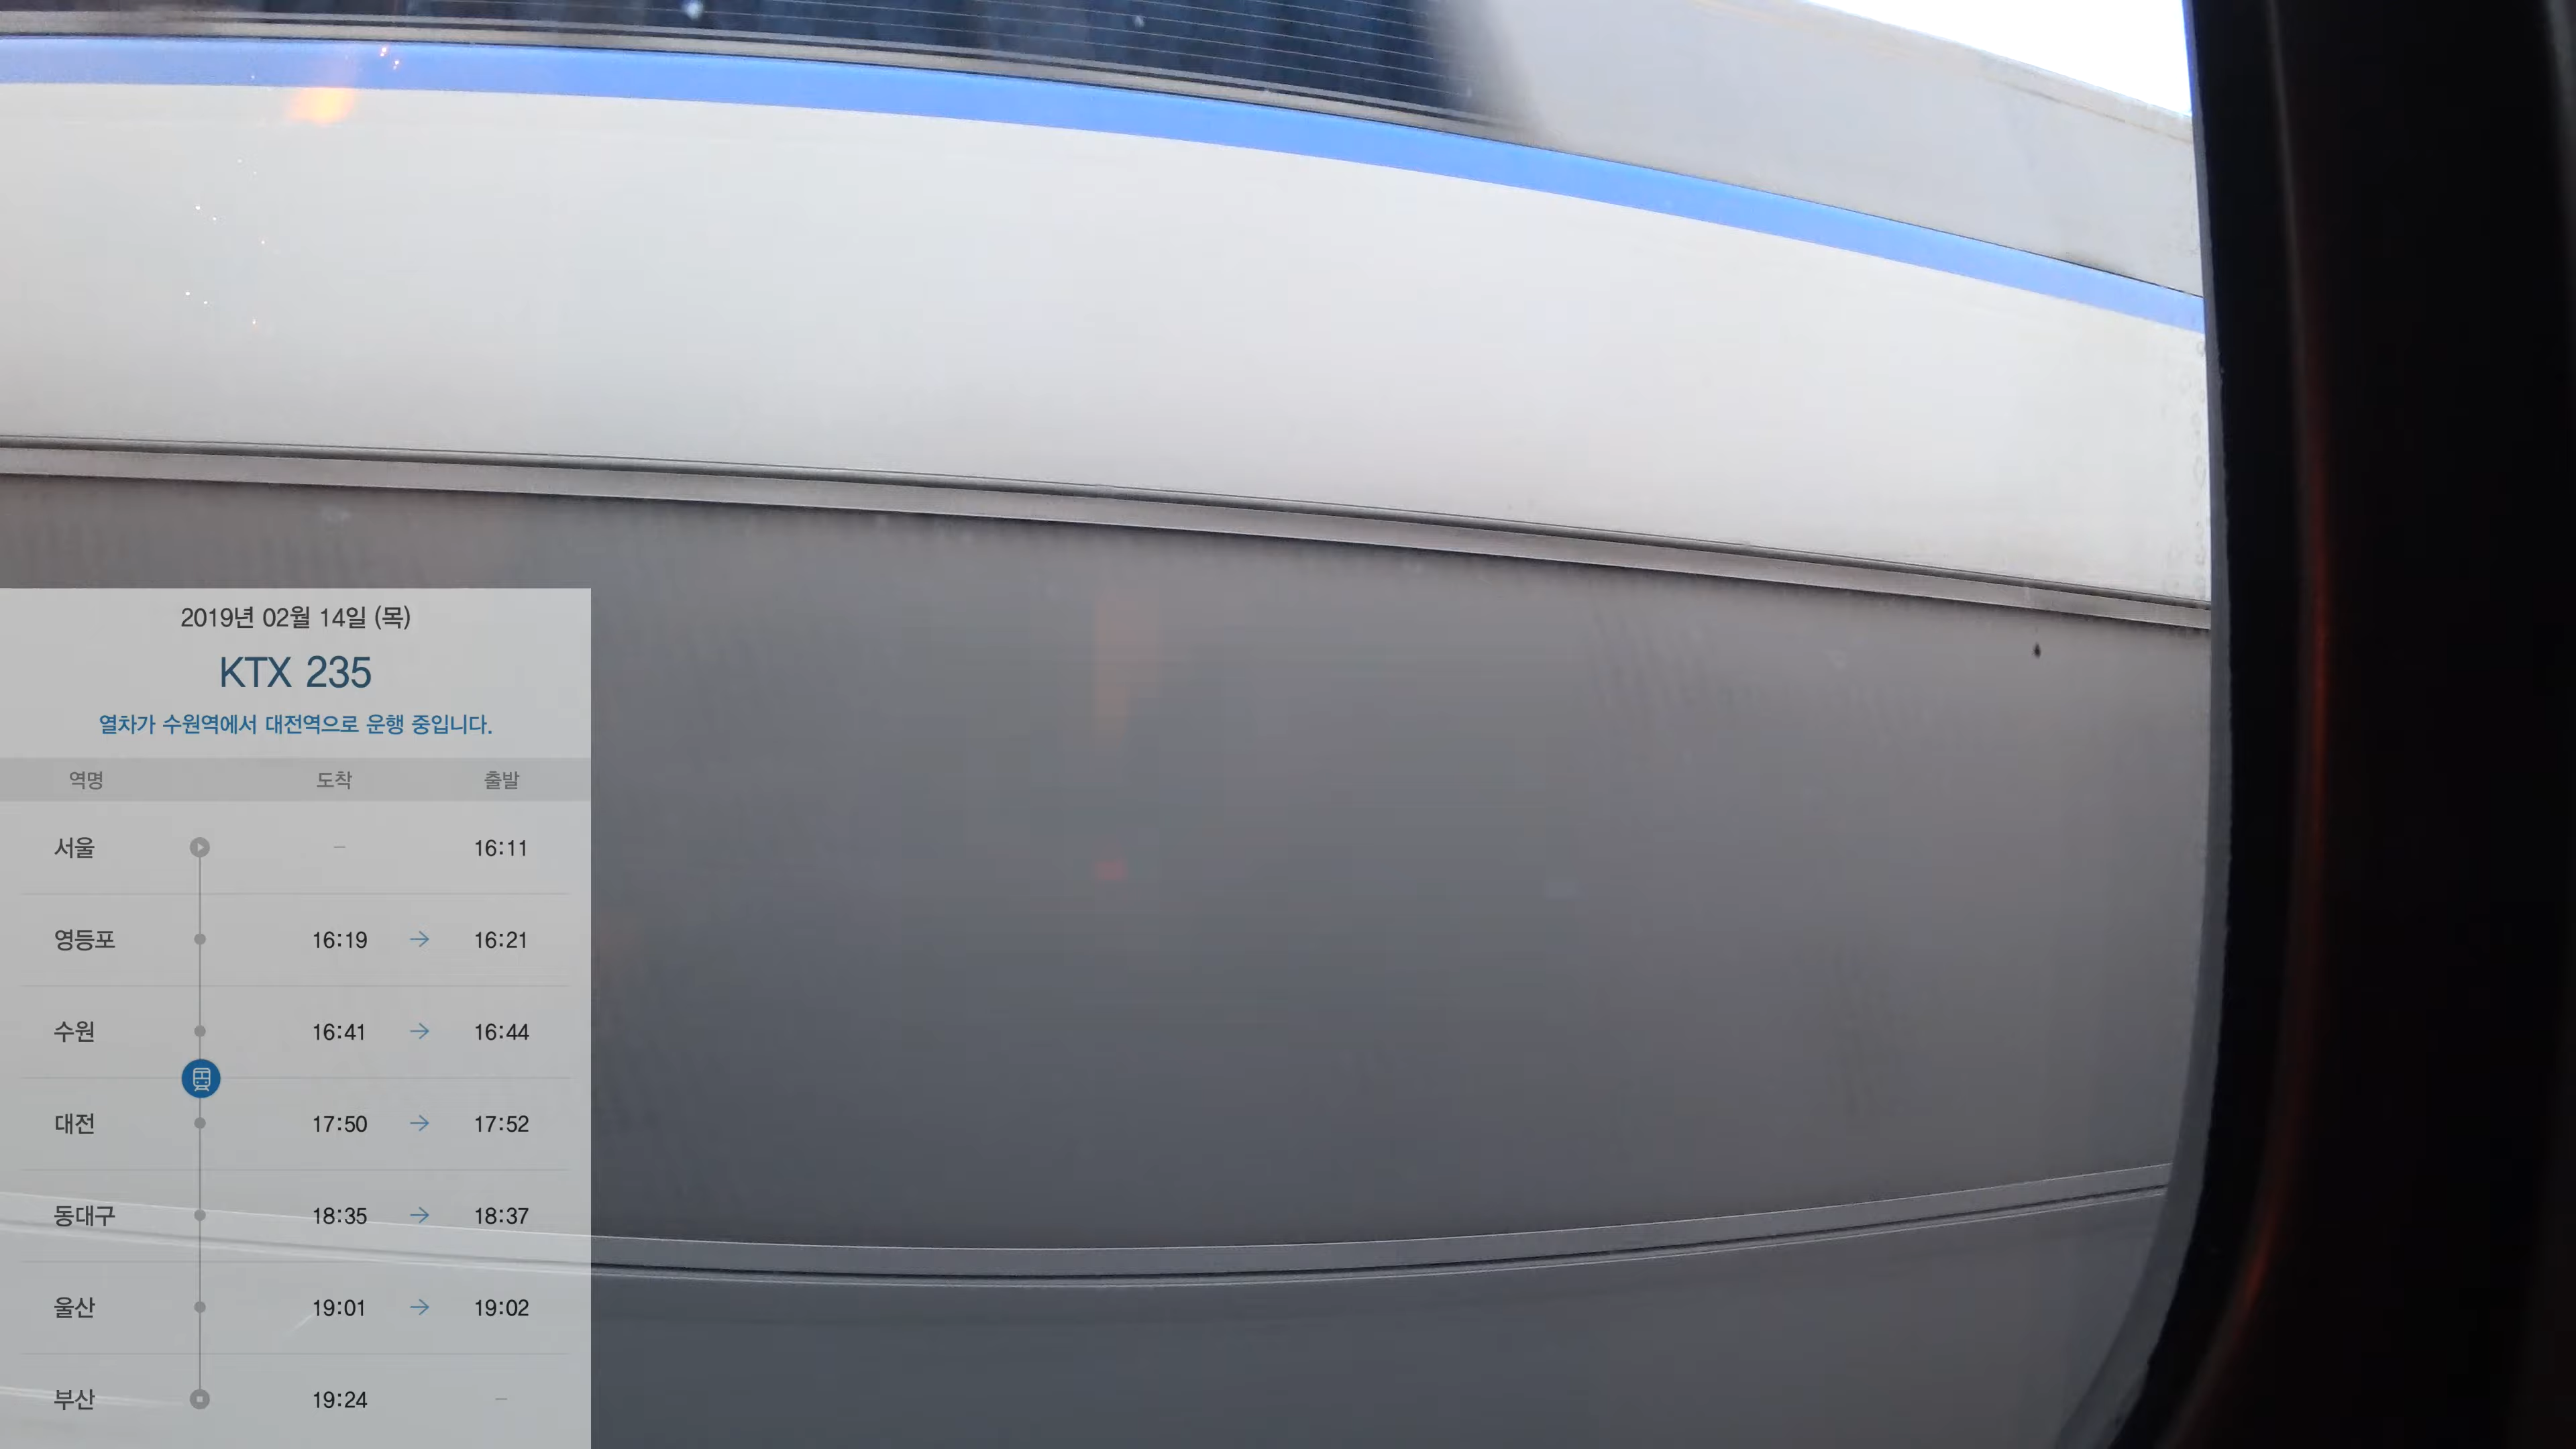 2019년 02월 14일 (목)
KTX 235
열차가 수원역에서 대전역으로 운행 중입니다.
역명 도착 출발
서울 – 16:11
영등포 16:19 → 16:21
수원 16:41 → 16:44
대전 17:50 → 17:52
동대구 18:35 → 18:37
울산 19:01 → 19:02
부산 19:24 –